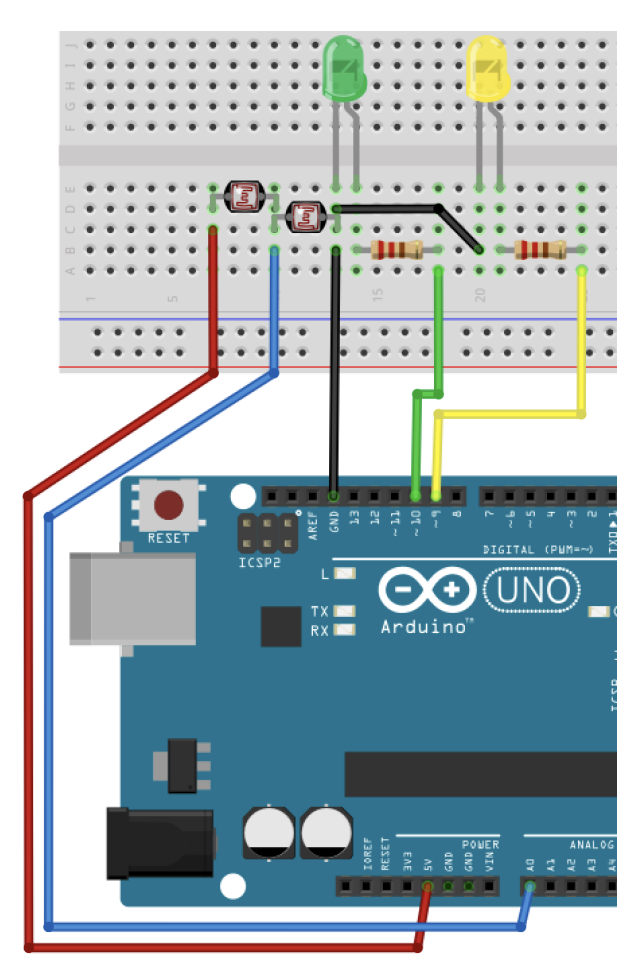 J
I
H
G
F
E
D
C
B
A
1
5
15
20
RESET
ICSP2
AREF
GND
13
12
~11
~10
~9
8
7
~6
~5
4
~3
2
TXO▶1
DIGITAL (PWM=~)
L
TX
RX
UNO
Arduino™
ICSP
IOREF
RESET
3V3
5V
GND
GND
VIN
POWER
A0
A1
A2
A3
A4
ANALOG